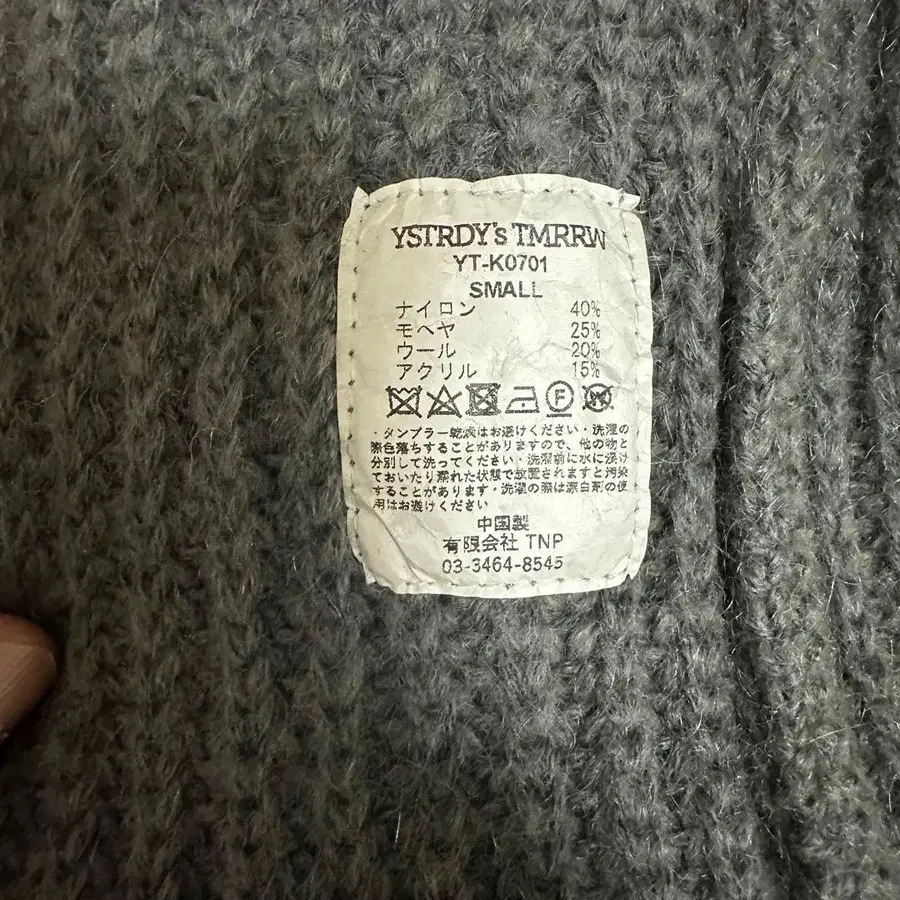 YSTRDY's TMRRW
YT-K0701
SMALL
ナイロン 40%
モヘヤ 25%
ウール 20%
アクリル 15%
F
W
・タンブラー乾燥はお避けください・洗濯の
際色落ちすることがありますので、他の物と
分別して洗ってください・洗濯前に水に浸け
ておいたり濡れた状態で放置されますと汚染
することがあります・洗濯の際は漂白剤の使
用はお避けください
中国製
有限会社 TNP
03-3464-8545